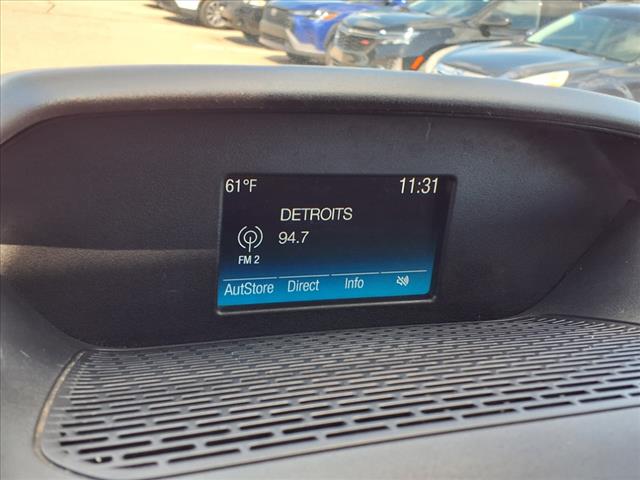 61°F 11:31
DETROITS
94.7
FM 2
AutStore Direct Info